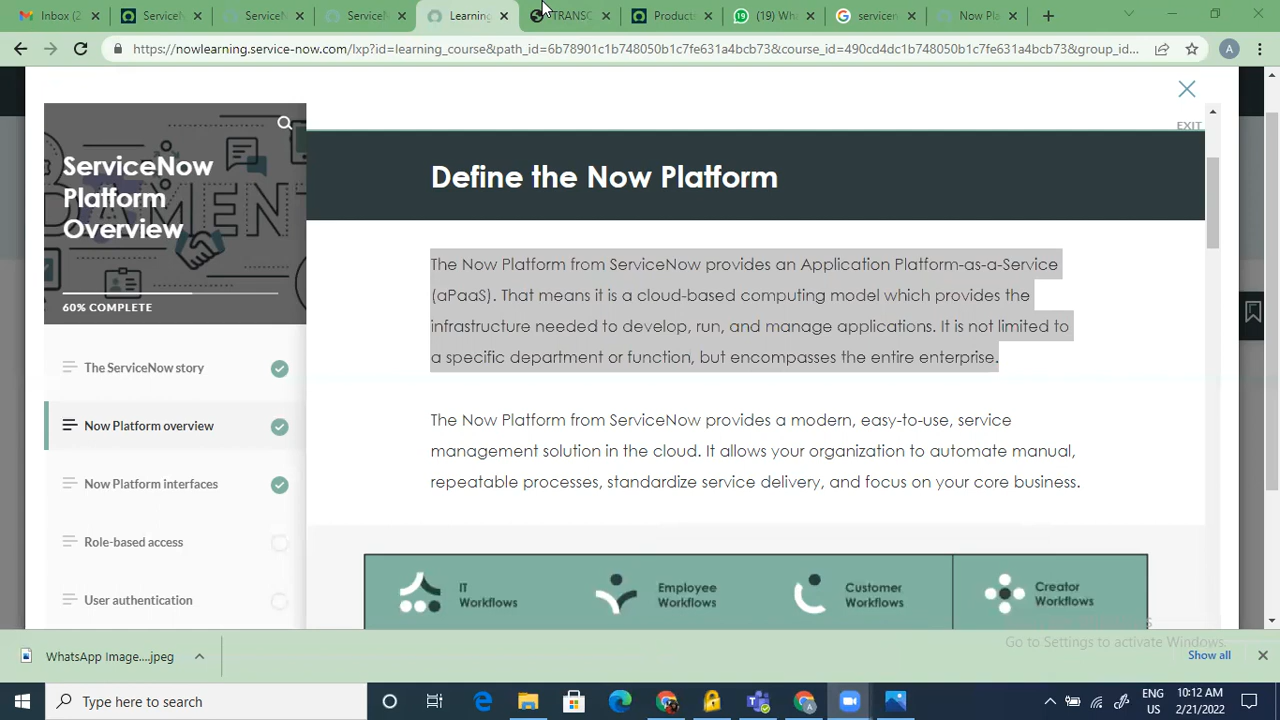 Inbox (2
ServiceN
ServiceN
ServiceN
Learning
TRANSC
Products
(19) Wha
servicen
Now Pla
https://nowlearning.service-now.com/lxp?id=learning_course&path_id=6b78901c1b748050b1c7fe631a4bcb73&course_id=490cd4dc1b748050b1c7fe631a4bcb73&group_id...
A
EXIT
ServiceNow
Platform
Overview
60% COMPLETE
The ServiceNow story
Now Platform overview
Now Platform interfaces
Role-based access
User authentication
Define the Now Platform
The Now Platform from ServiceNow provides an Application Platform-as-a-Service
(aPaaS). That means it is a cloud-based computing model which provides the
infrastructure needed to develop, run, and manage applications. It is not limited to
a specific department or function, but encompasses the entire enterprise.
The Now Platform from ServiceNow provides a modern, easy-to-use, service
management solution in the cloud. It allows your organization to automate manual,
repeatable processes, standardize service delivery, and focus on your core business.
IT
Workflows
Employee
Workflows
Customer
Workflows
Creator
Workflows
Go to Settings to activate Windows.
WhatsApp Image....jpeg
Show all
Type here to search
ENG
US
10:12 AM
2/21/2022